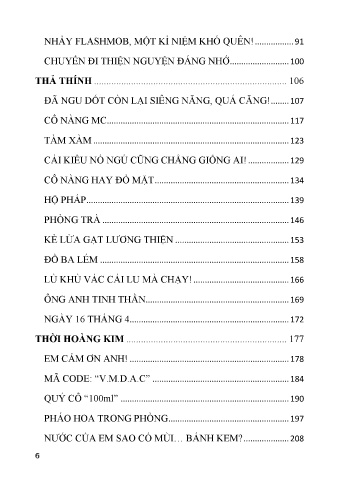 NHẢY FLASHMOB, MỘT KỈ NIỆM KHÓ QUÊN! ................. 91
CHUYẾN ĐI THIỆN NGUYỆN ĐÁNG NHỚ......................... 100
THẢ THÍNH ................................................................. 106
ĐÃ NGU DỐT CÒN LẠI SIÊNG NĂNG, QUÁ CĂNG! ........ 107
CÔ NÀNG MC................................................................ 117
TÀM XÀM ..................................................................... 123
CÁI KIỂU NÓ NGỦ CŨNG CHẲNG GIỐNG AI! ................. 129
CÔ NÀNG HAY ĐỎ MẶT ................................................ 134
HỘ PHÁP....................................................................... 139
PHÒNG TRÀ .................................................................. 146
KẺ LỪA GẠT LƯƠNG THIỆN ......................................... 153
ĐỒ BA LÉM ................................................................... 158
LÙ KHÙ VÁC CÁI LU MÀ CHẠY! .................................... 166
ÔNG ANH TINH THẦN................................................... 169
NGÀY 16 THÁNG 4......................................................... 172
THỜI HOÀNG KIM ...................................................... 177
EM CẢM ƠN ANH! ........................................................ 178
MÃ CODE: “V.M.D.A.C” ................................................ 184
QUÝ CÔ “100ml” ........................................................... 190
PHÁO HOA TRONG PHÒNG........................................... 197
NƯỚC CỦA EM SAO CÓ MÙI… BÁNH KEM? .................... 208
6